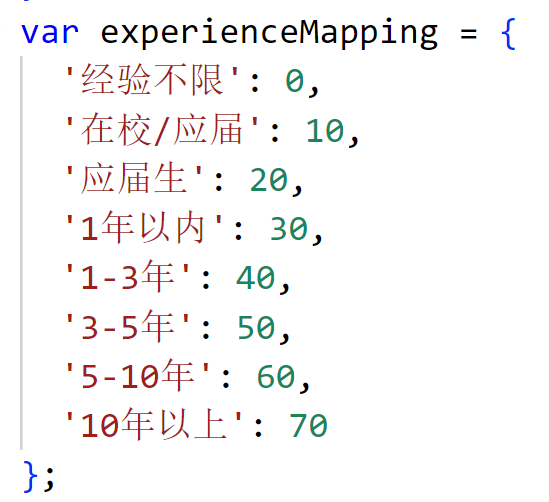 var experienceMapping = {
'经验不限': 0,
'在校/应届': 10,
'应届生': 20,
'1年以内': 30,
'1-3年': 40,
'3-5年': 50,
'5-10年': 60,
'10年以上': 70
};